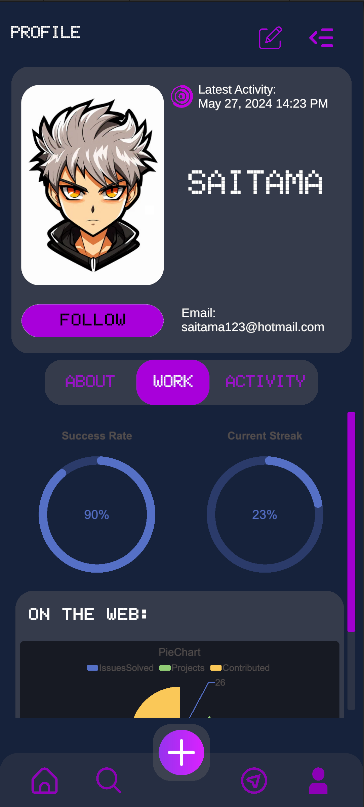 PROFILE
Latest Activity:
May 27, 2024 14:23 PM
SAITAMA
FOLLOW
Email:
saitama123@hotmail.com
ABOUT WORK ACTIVITY
Success Rate Current Streak
90% 23%
ON THE WEB:
PieChart
IssuesSolved Projects Contributed
26